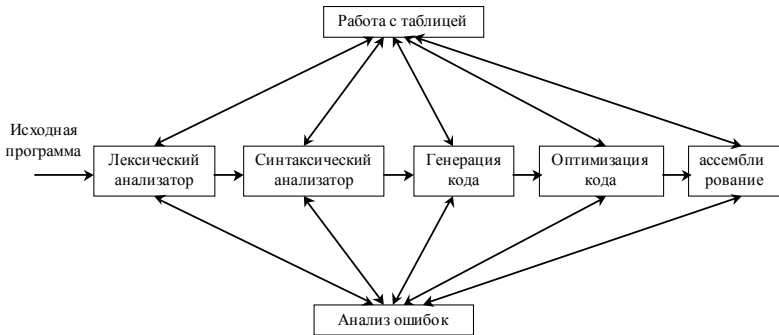 Работа с таблицей
Исходная
программа
Лексический
анализатор
Синтаксический
анализатор
Генерация
кода
Оптимизация
кода
ассембли
рование
Анализ ошибок